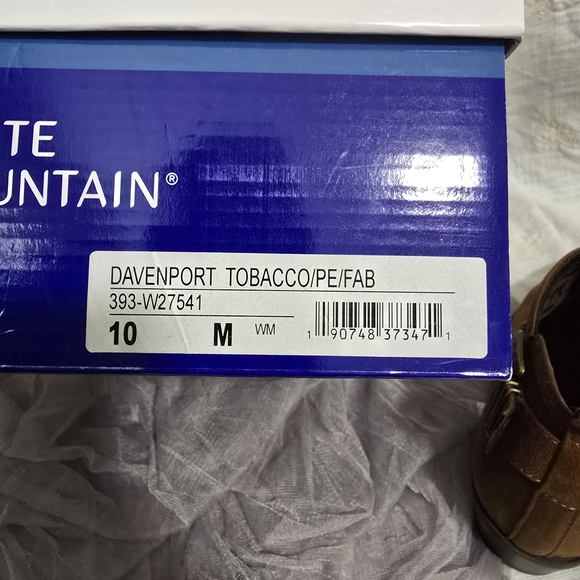 TE
UNTAIN®
DAVENPORT TOBACCO/PE/FAB
393-W27541
10 M WM
1 90748 37347 1